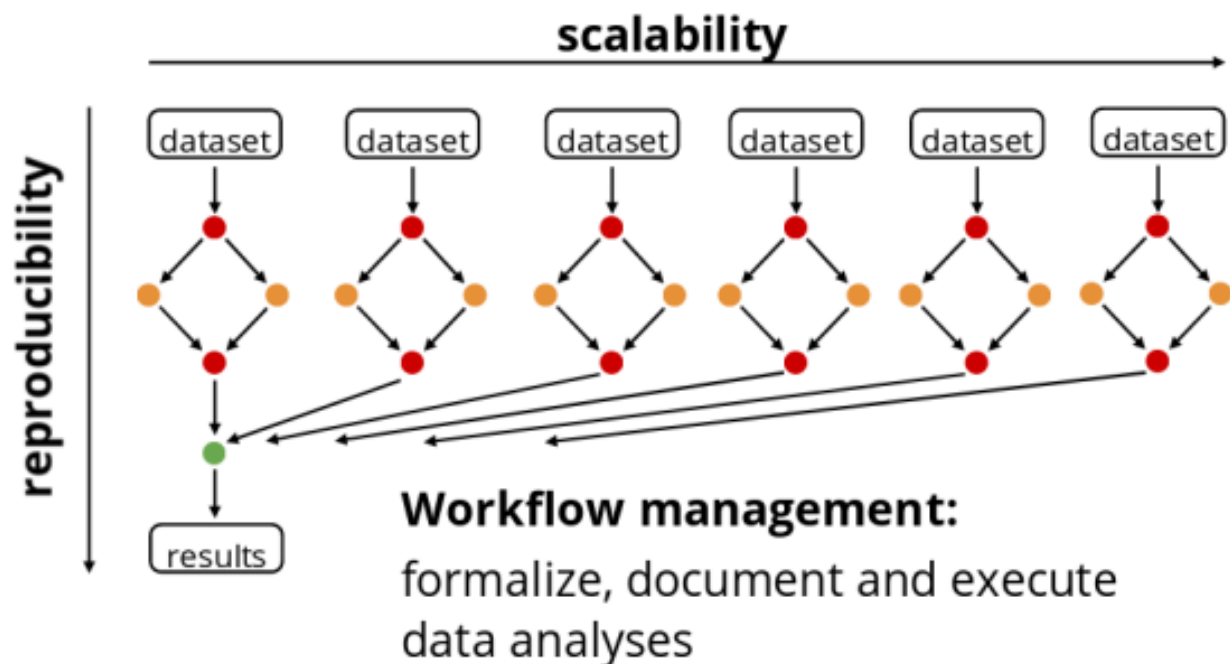 scalability
reproducibility
dataset
dataset
dataset
dataset
dataset
dataset
results
Workflow management:
formalize, document and execute
data analyses